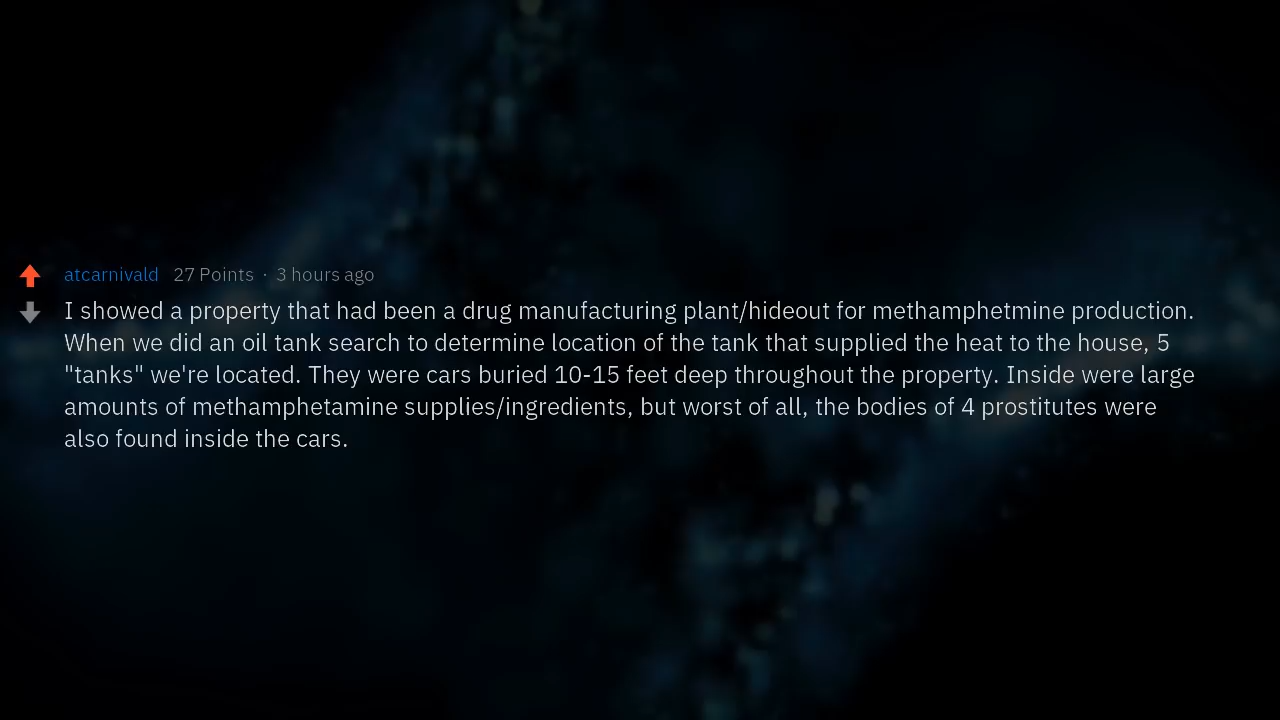 atcarnivald 27 Points · 3 hours ago
I showed a property that had been a drug manufacturing plant/hideout for methamphetmine production.
When we did an oil tank search to determine location of the tank that supplied the heat to the house, 5
"tanks" we're located. They were cars buried 10-15 feet deep throughout the property. Inside were large
amounts of methamphetamine supplies/ingredients, but worst of all, the bodies of 4 prostitutes were
also found inside the cars.